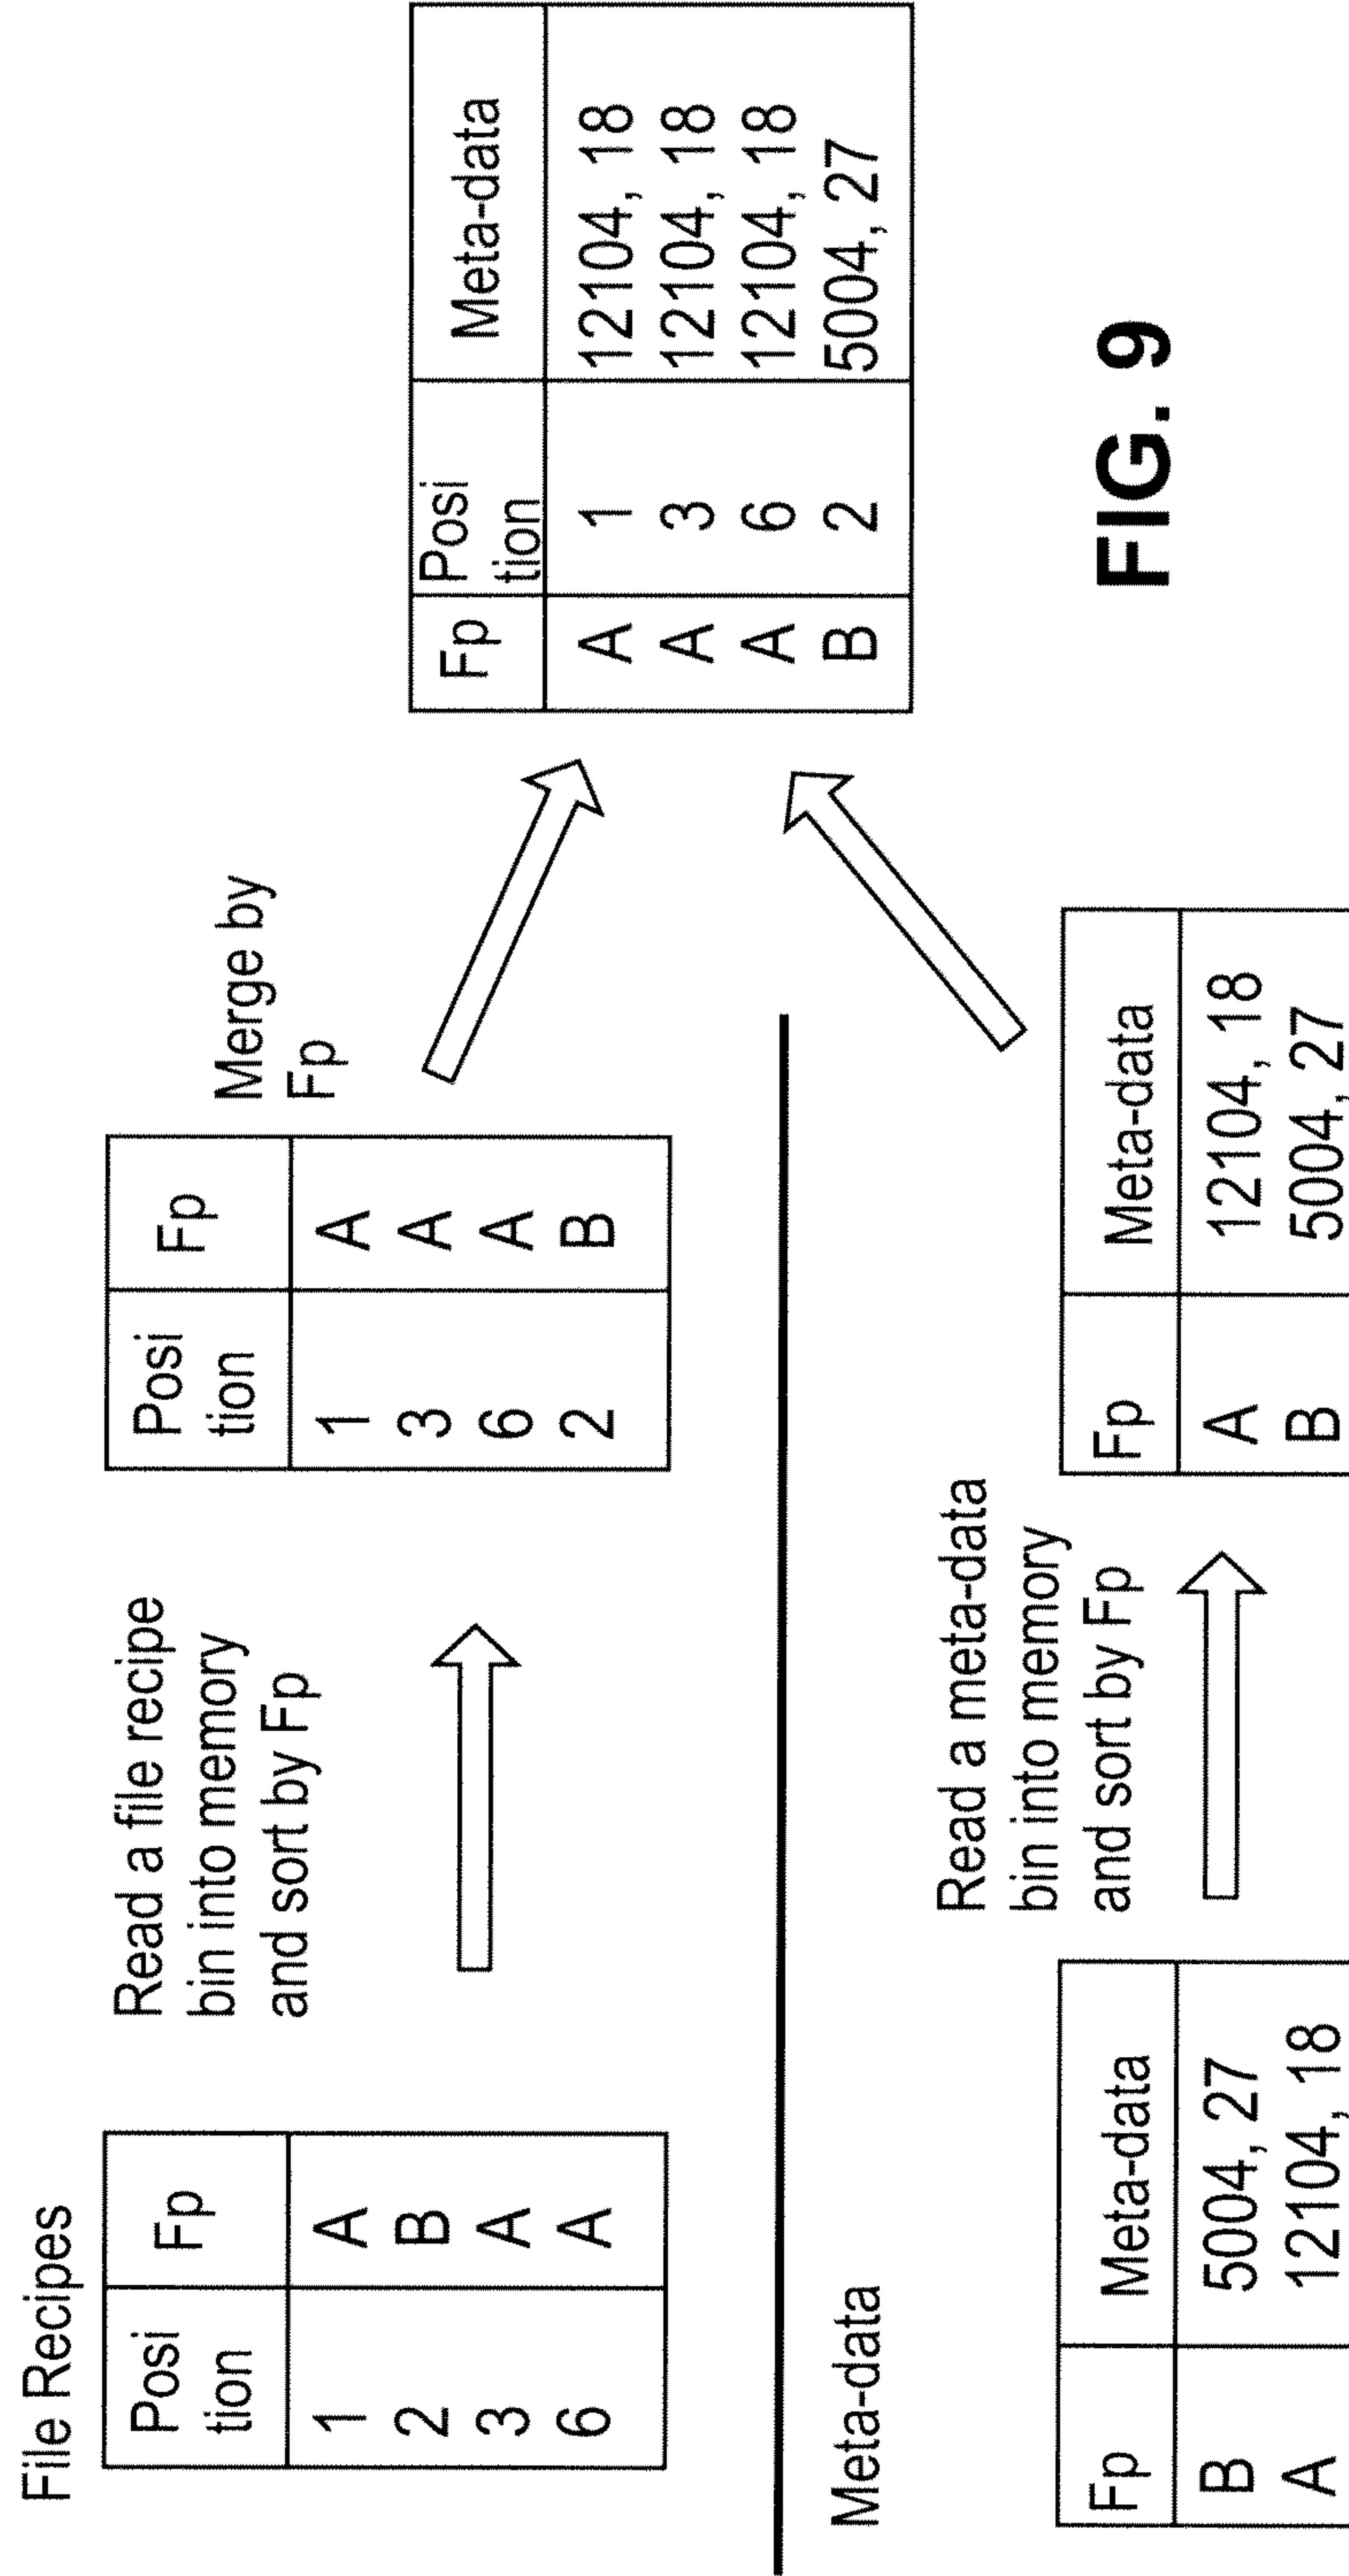 File Recipes
Posi
tion
Fp
1 A
2 B
3 A
6 A
Read a file recipe
bin into memory
and sort by Fp
Posi
tion
Fp
1 A
3 A
6 A
2 B
Merge by
Fp
Meta-data
Fp Meta-data
B 5004, 27
A 12104, 18
Read a meta-data
bin into memory
and sort by Fp
Fp Meta-data
A 12104, 18
B 5004, 27
Fp
Posi
tion
Meta-data
A 1 12104, 18
A 3 12104, 18
A 6 12104, 18
B 2 5004, 27
FIG. 9